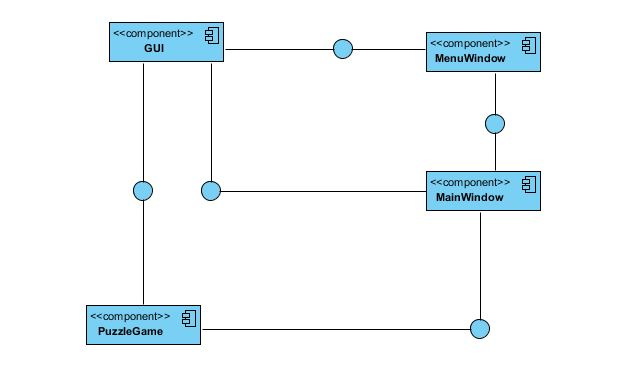 <<component>>
GUI
<<component>>
MenuWindow
<<component>>
MainWindow
<<component>>
PuzzleGame